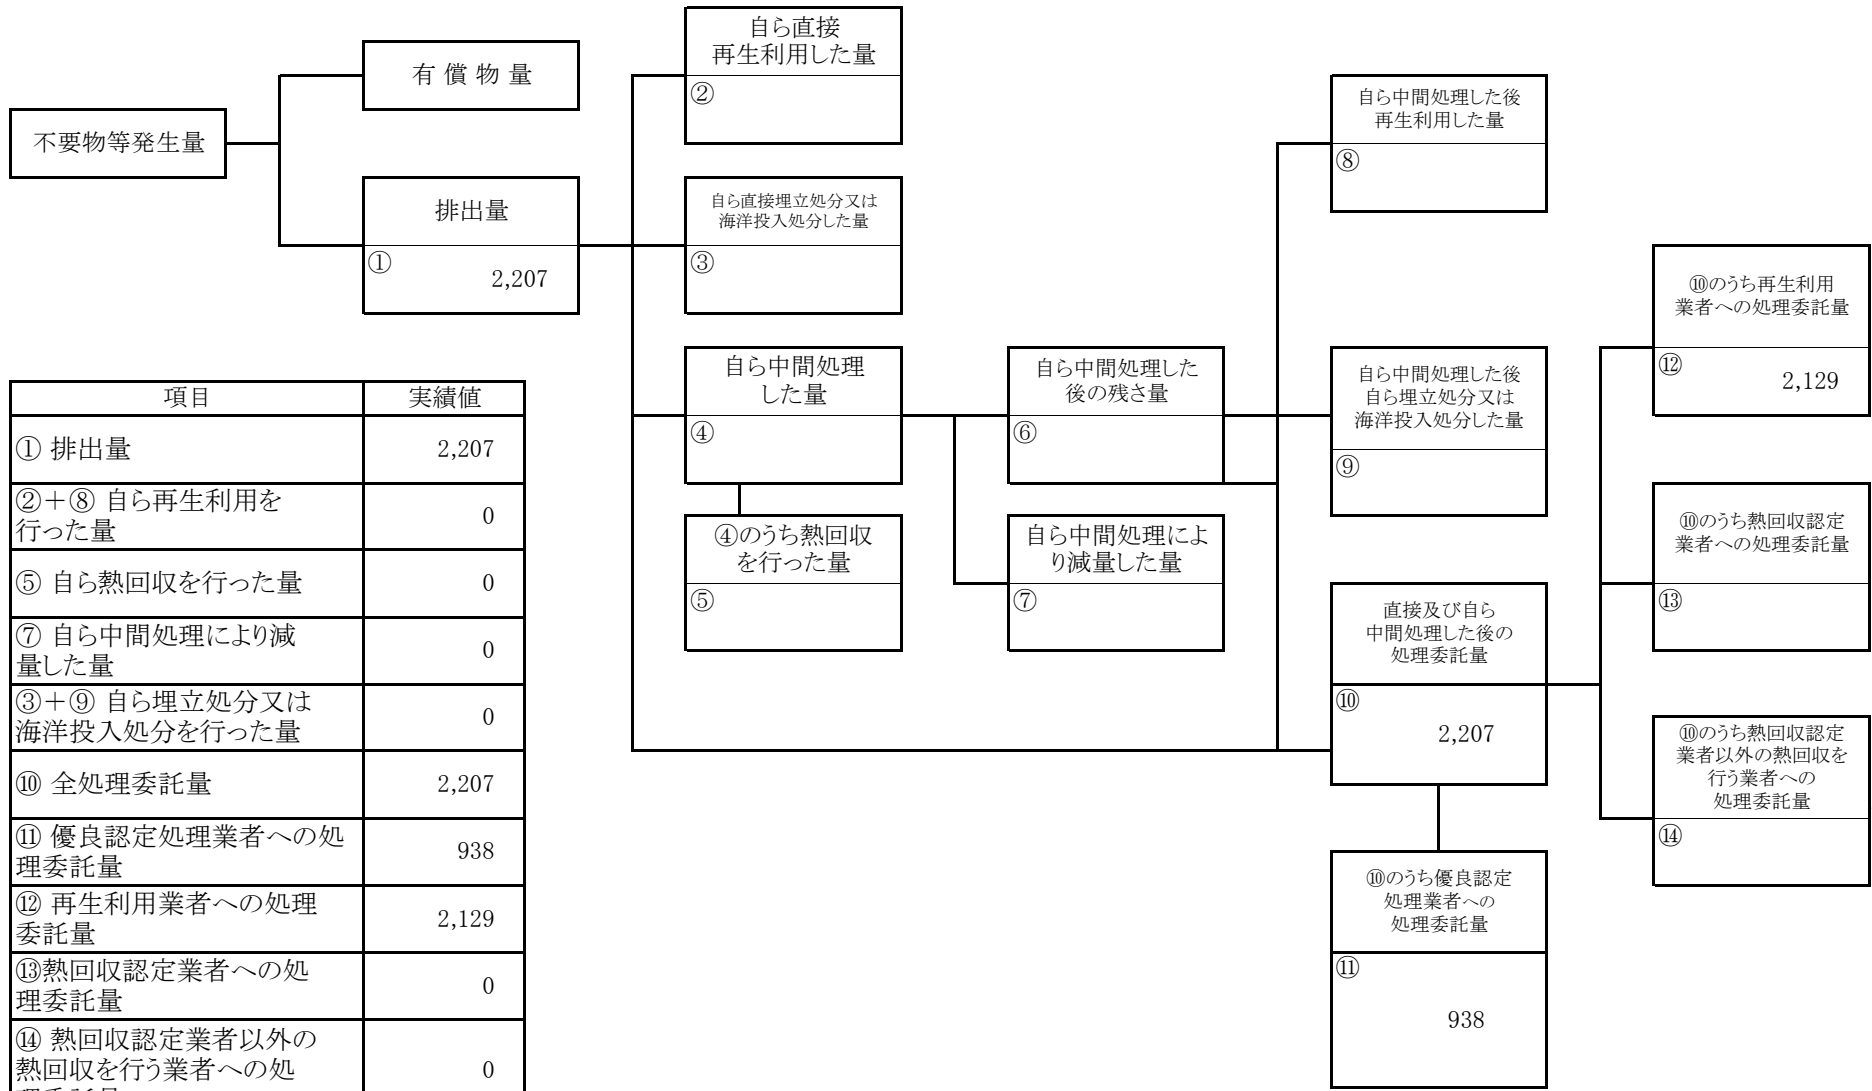 不要物等発生量
有 償 物 量
排出量
①
2,207
自ら直接
再生利用した量
②
自ら直接埋立処分又は
海洋投入処分した量
③
自ら中間処理
した量
④
④のうち熱回収
を行った量
⑤
自ら中間処理した
後の残さ量
⑥
自ら中間処理によ
り減量した量
⑦
自ら中間処理した後
再生利用した量
⑧
自ら中間処理した後
自ら埋立処分又は
海洋投入処分した量
⑨
直接及び自ら
中間処理した後の
処理委託量
⑩
2,207
⑩のうち優良認定
処理業者への
処理委託量
⑪
938
⑩のうち再生利用
業者への処理委託量
⑫
2,129
⑩のうち熱回収認定
業者への処理委託量
⑬
⑩のうち熱回収認定
業者以外の熱回収を
行う業者への
処理委託量
⑭
項目 実績値
① 排出量 2,207
②＋⑧ 自ら再生利用を
行った量 0
⑤ 自ら熱回収を行った量 0
⑦ 自ら中間処理により減
量した量 0
③＋⑨ 自ら埋立処分又は
海洋投入処分を行った量 0
⑩ 全処理委託量 2,207
⑪ 優良認定処理業者への処
理委託量 938
⑫ 再生利用業者への処理
委託量 2,129
⑬熱回収認定業者への処
理委託量 0
⑭ 熱回収認定業者以外の
熱回収を行う業者への処 0